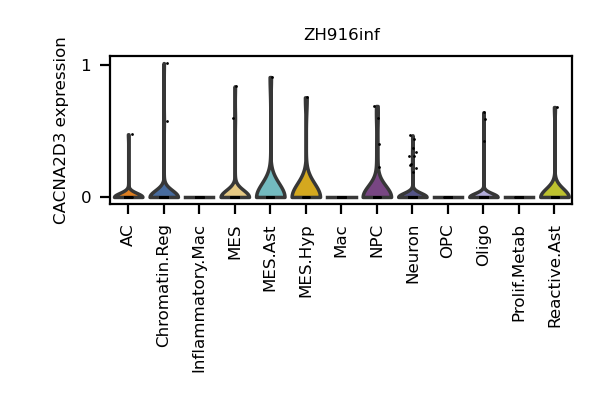 ZH916inf
CACNA2D3 expression
1
0
AC
Chromatin.Reg
Inflammatory.Mac
MES
MES.Ast
MES.Hyp
Mac
NPC
Neuron
OPC
Oligo
Prolif.Metab
Reactive.Ast